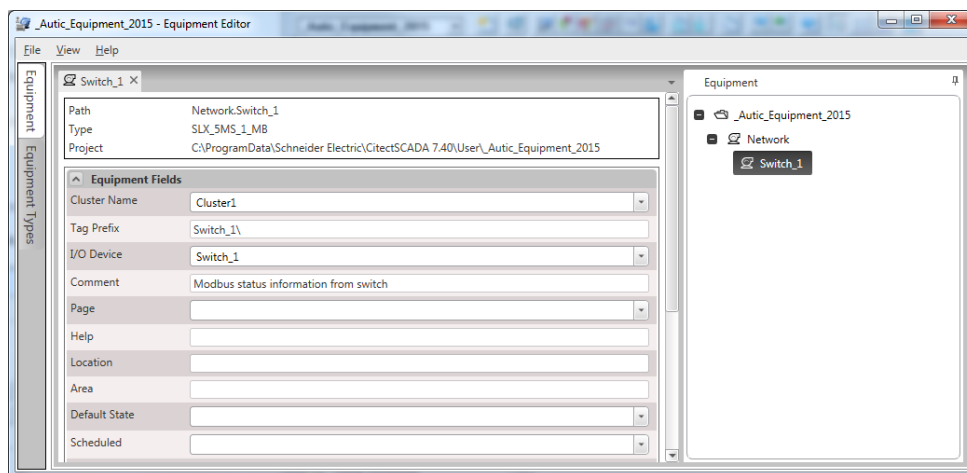 _Autic_Equipment_2015 - Equipment Editor
File View Help
Equipment
Equipment Types
Switch_1
Path Network.Switch_1
Type SLX_5MS_1_MB
Project C:\ProgramData\Schneider Electric\CitectSCADA 7.40\User\_Autic_Equipment_2015
Equipment Fields
Cluster Name Cluster1
Tag Prefix Switch_1\
I/O Device Switch_1
Comment Modbus status information from switch
Page
Help
Location
Area
Default State
Scheduled
Equipment
_Autic_Equipment_2015
Network
Switch_1